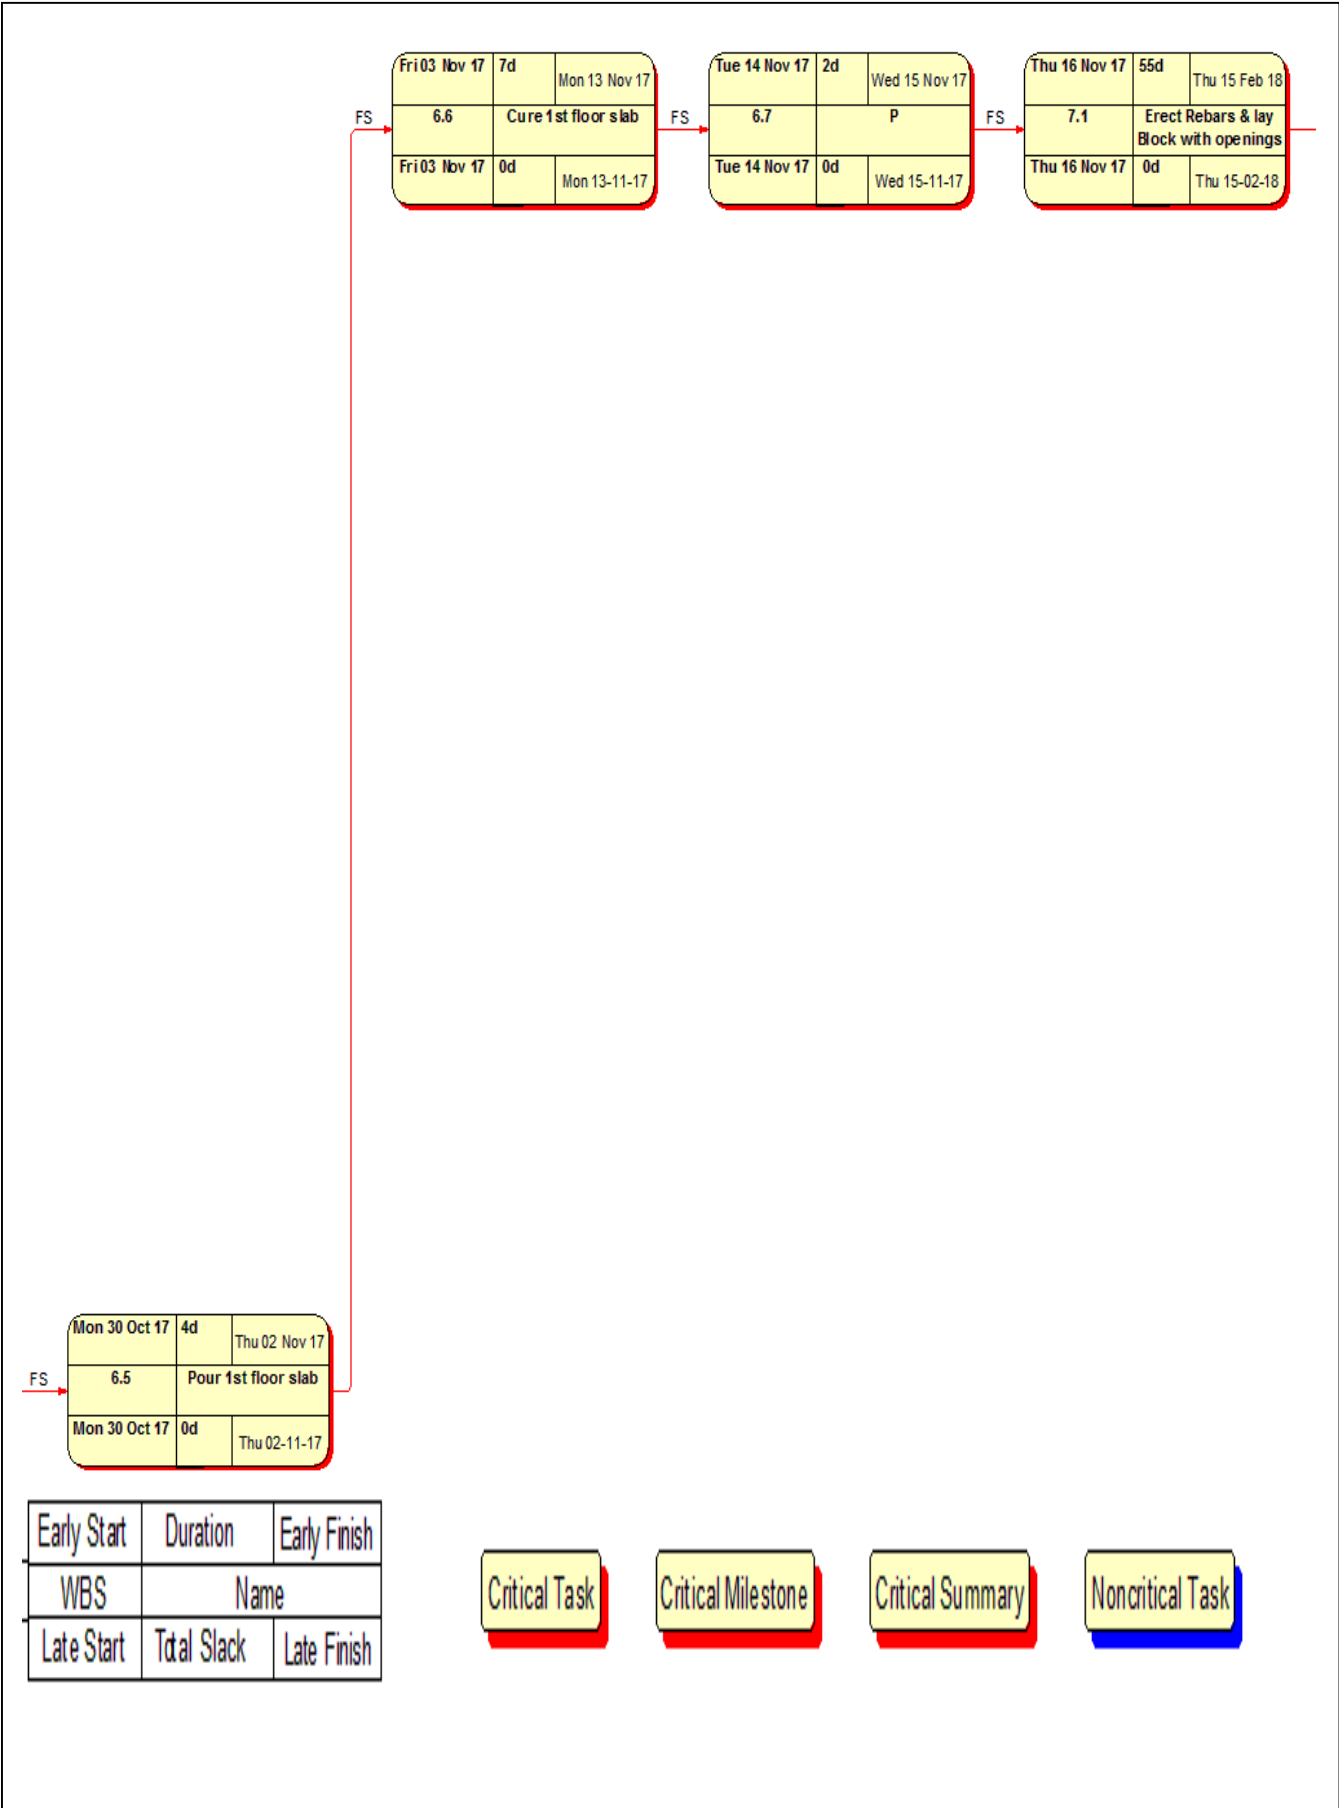 Fri 03 Nov 17 7d Mon 13 Nov 17
FS 6.6 Cure 1st floor slab
Fri 03 Nov 17 0d Mon 13-11-17
Tue 14 Nov 17 2d Wed 15 Nov 17
FS 6.7 P
Tue 14 Nov 17 0d Wed 15-11-17
Thu 16 Nov 17 55d Thu 15 Feb 18
FS 7.1 Erect Rebars & lay
Block with openings
Thu 16 Nov 17 0d Thu 15-02-18
Mon 30 Oct 17 4d Thu 02 Nov 17
FS 6.5 Pour 1st floor slab
Mon 30 Oct 17 0d Thu 02-11-17
Early Start Duration Early Finish
WBS Name
Late Start Total Slack Late Finish
Critical Task
Critical Milestone
Critical Summary
Noncritical Task